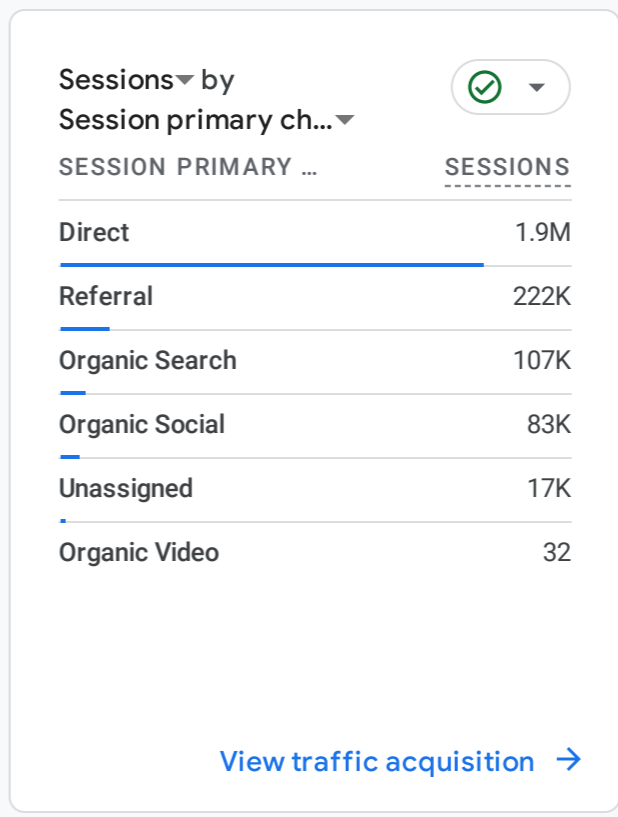 Sessions by
Session primary ch...
SESSION PRIMARY ... SESSIONS
Direct 1.9M
Referral 222K
Organic Search 107K
Organic Social 83K
Unassigned 17K
Organic Video 32
View traffic acquisition →